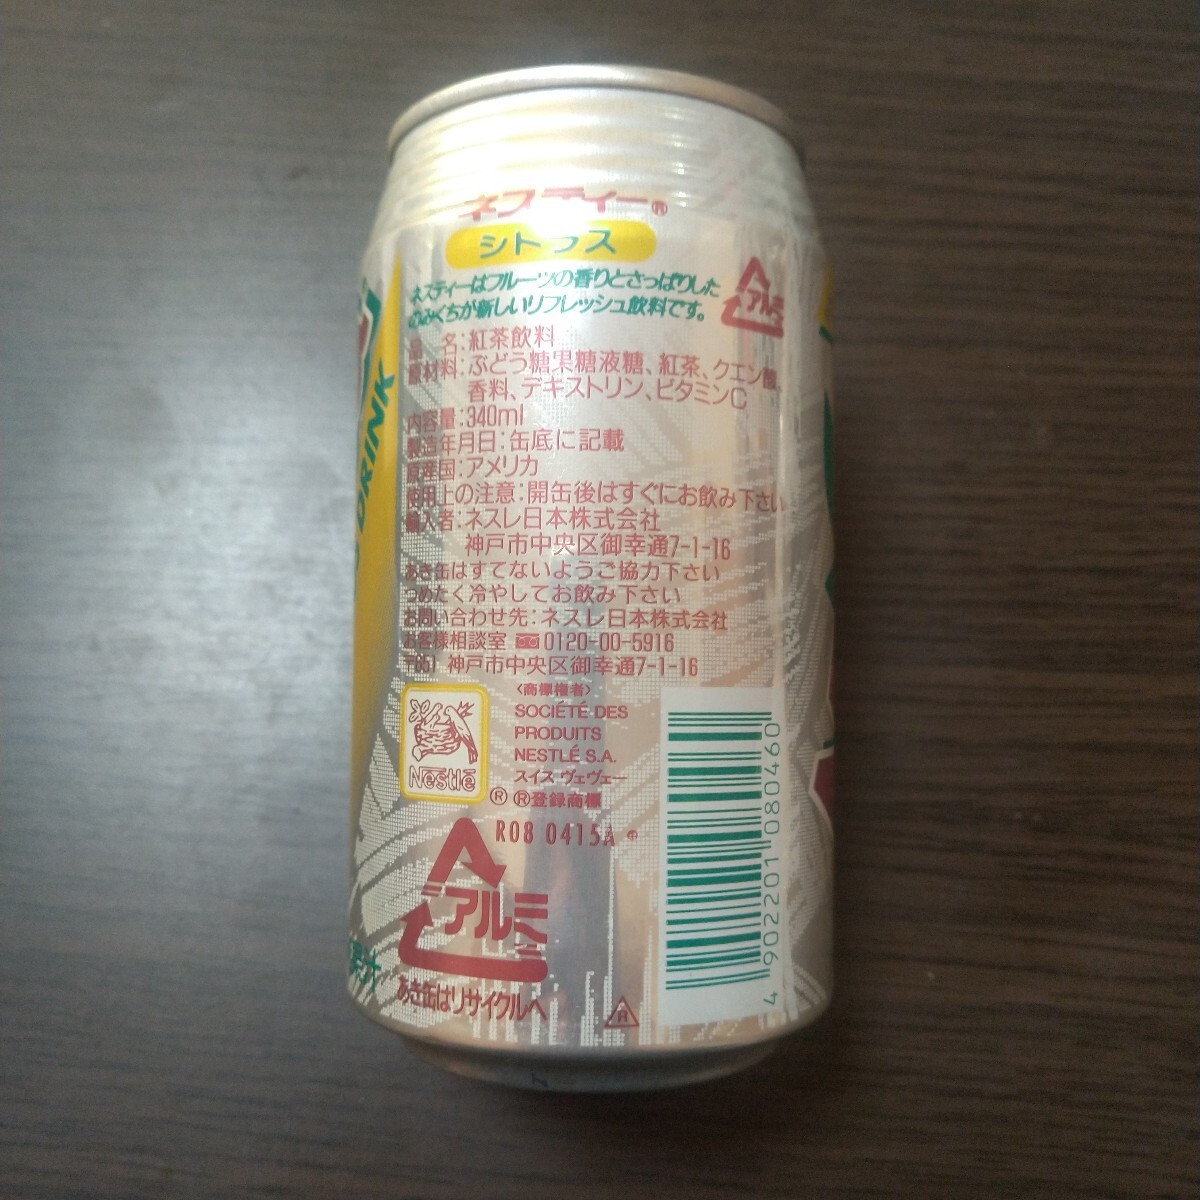 ネスティー®
シトラス
ネスティーはフルーツの香りとさっぱりした
のみくちが新しいリフレッシュ飲料です。
アルミ
品 名:紅茶飲料
原材料:ぶどう糖果糖液糖、紅茶、クエン酸、
香料、デキストリン、ビタミンC
内容量:340ml
製造年月日:缶底に記載
原産国:アメリカ
使用上の注意:開缶後はすぐにお飲み下さい
輸入者:ネスレ日本株式会社
神戸市中央区御幸通7-1-16
あき缶はすてないようご協力下さい
つめたく冷やしてお飲み下さい
お問い合わせ先:ネスレ日本株式会社
お客様相談室 0120-00-5916
〒651 神戸市中央区御幸通7-1-16
〈商標権者〉
SOCIÉTÉ DES
PRODUITS
NESTLÉ S.A.
スイス ヴェヴェー
Nestlé
® ®登録商標
R08 0415A
アルミ
あき缶はリサイクルへ
R
4 902201 080460
DRINK
果汁